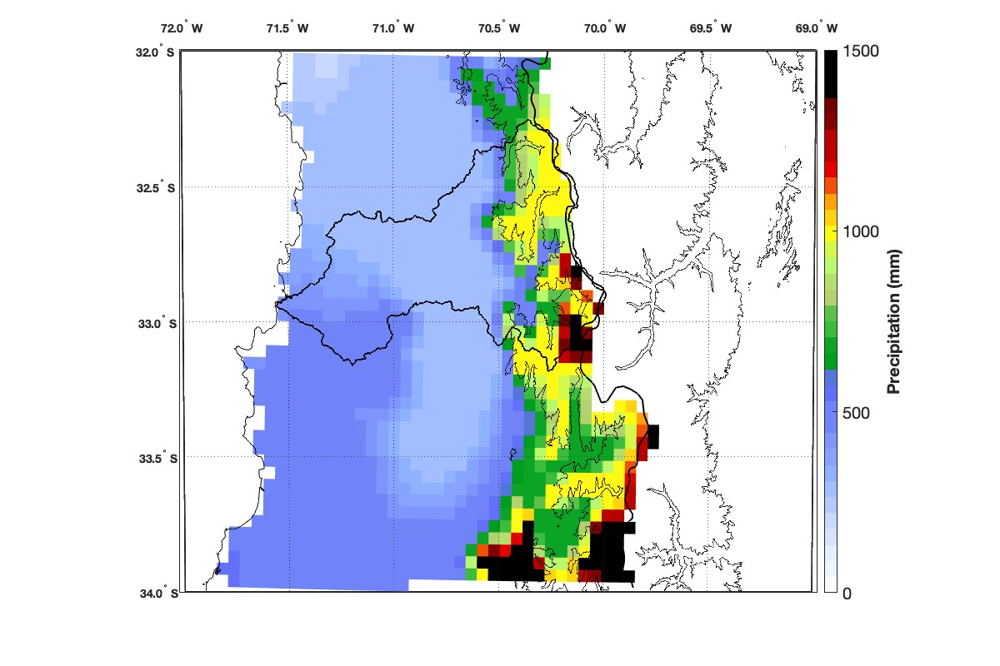 72.0° W 71.5° W 71.0° W 70.5° W 70.0° W 69.5° W 69.0° W
32.0° S
32.5° S
33.0° S
33.5° S
34.0° S
1500
1000
500
0
Precipitation (mm)